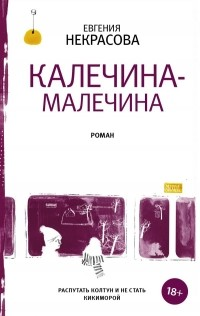 ЕВГЕНИЯ
НЕКРАСОВА
КАЛЕЧИНА-
МАЛЕЧИНА
РОМАН
РАСПУТАТЬ КОЛТУН И НЕ СТАТЬ
КИКИМОРОЙ
18+